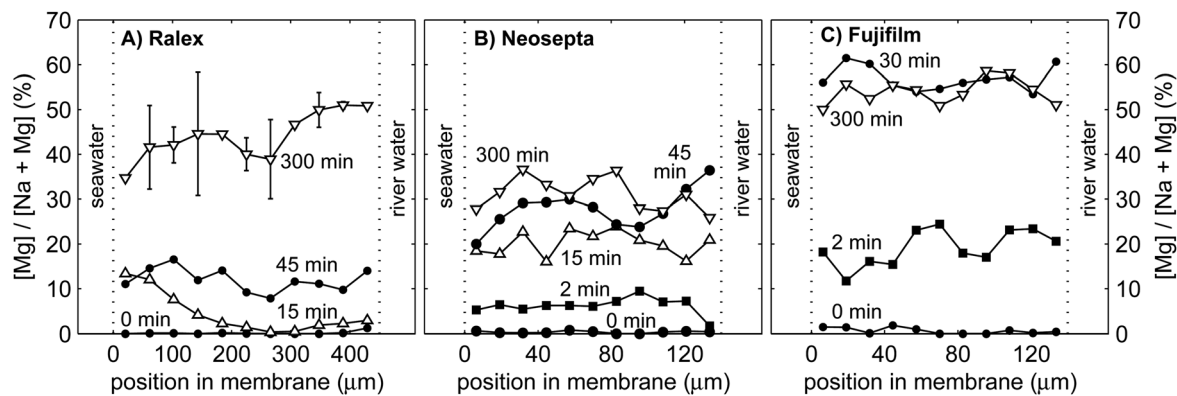 [Mg] / [Na + Mg] (%)
70
60
50
40
30
20
10
0
A) Ralex
seawater
river water
300 min
45 min
15 min
0 min
0
100
200
300
400
position in membrane (μm)
B) Neosepta
seawater
river water
300 min
45
min
15 min
2 min
0 min
0
40
80
120
position in membrane (μm)
C) Fujifilm
seawater
river water
30 min
300 min
2 min
0 min
0
40
80
120
position in membrane (μm)
70
60
50
40
30
20
10
0
[Mg] / [Na + Mg] (%)